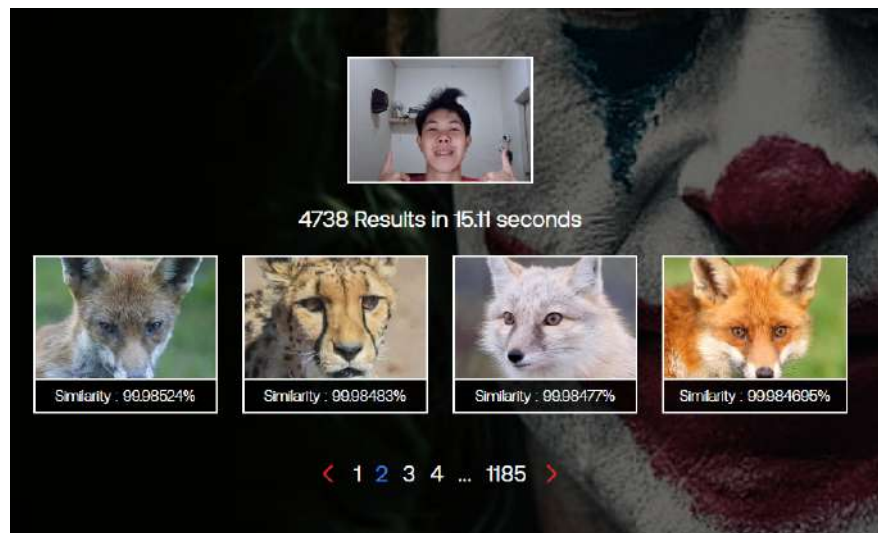 4738 Results in 15.11 seconds
Similarity : 99.98524%
Similarity : 99.98483%
Similarity : 99.98477%
Similarity : 99.984695%
< 1 2 3 4 ... 1185 >